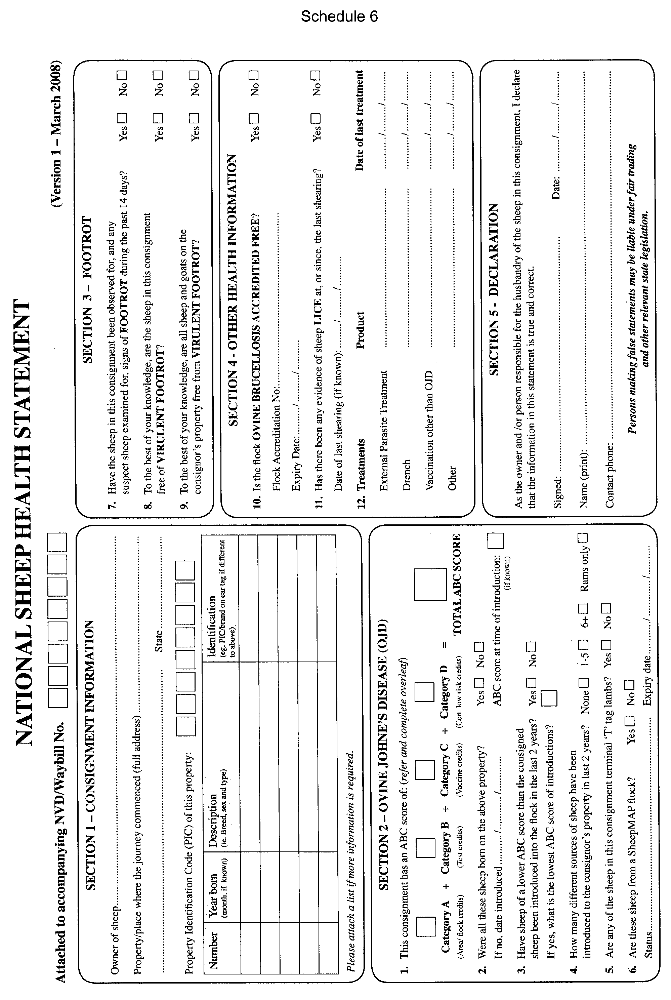 Schedule 6
NATIONAL SHEEP HEALTH STATEMENT
Attached to accompanying NVD/Waybill No.
(Version 1 – March 2008)
SECTION 1 – CONSIGNMENT INFORMATION
Owner of sheep
Property/place where the journey commenced (full address)
State
Property Identification Code (PIC) of this property:
Number Year born Description Identification
(month, if known) (ie. Breed, sex and type) (eg. PIC/brand on ear tag if different
to above)
Please attach a list if more information is required.
SECTION 2 – OVINE JOHNE'S DISEASE (OJD)
1. This consignment has an ABC score of: (refer and complete overleaf)
Category A + Category B + Category C + Category D = TOTAL ABC SCORE
(Area/ flock credits) (Test credits) (Vaccine credits) (Cert. low risk credits)
2. Were all these sheep born on the above property? Yes No
If no, date introduced ABC score at time of introduction:
(if known)
3. Have sheep of a lower ABC score than the consigned
sheep been introduced into the flock in the last 2 years? Yes No
If yes, what is the lowest ABC score of introductions?
4. How many different sources of sheep have been
introduced to the consignor's property in last 2 years? None 1-5 6+ Rams only
5. Are any of the sheep in this consignment terminal 'T' tag lambs? Yes No
6. Are these sheep from a SheepMAP flock? Yes No
Status Expiry date
SECTION 3 – FOOTROT
7. Have the sheep in this consignment been observed for, and any
suspect sheep examined for, signs of FOOTROT during the past 14 days? Yes No
8. To the best of your knowledge, are the sheep in this consignment
free of VIRULENT FOOTROT? Yes No
9. To the best of your knowledge, are all sheep and goats on the
consignor's property free from VIRULENT FOOTROT? Yes No
SECTION 4 - OTHER HEALTH INFORMATION
10. Is the flock OVINE BRUCELLOSIS ACCREDITED FREE? Yes No
Flock Accreditation No:
Expiry Date:
11. Has there been any evidence of sheep LICE at, or since, the last shearing? Yes No
Date of last shearing (if known):
12. Treatments Product Date of last treatment
External Parasite Treatment
Drench
Vaccination other than OJD
Other
SECTION 5 - DECLARATION
As the owner and /or person responsible for the husbandry of the sheep in this consignment, I declare
that the information in this statement is true and correct.
Signed: Date:
Name (print):
Contact phone:
Persons making false statements may be liable under fair trading
and other relevant state legislation.